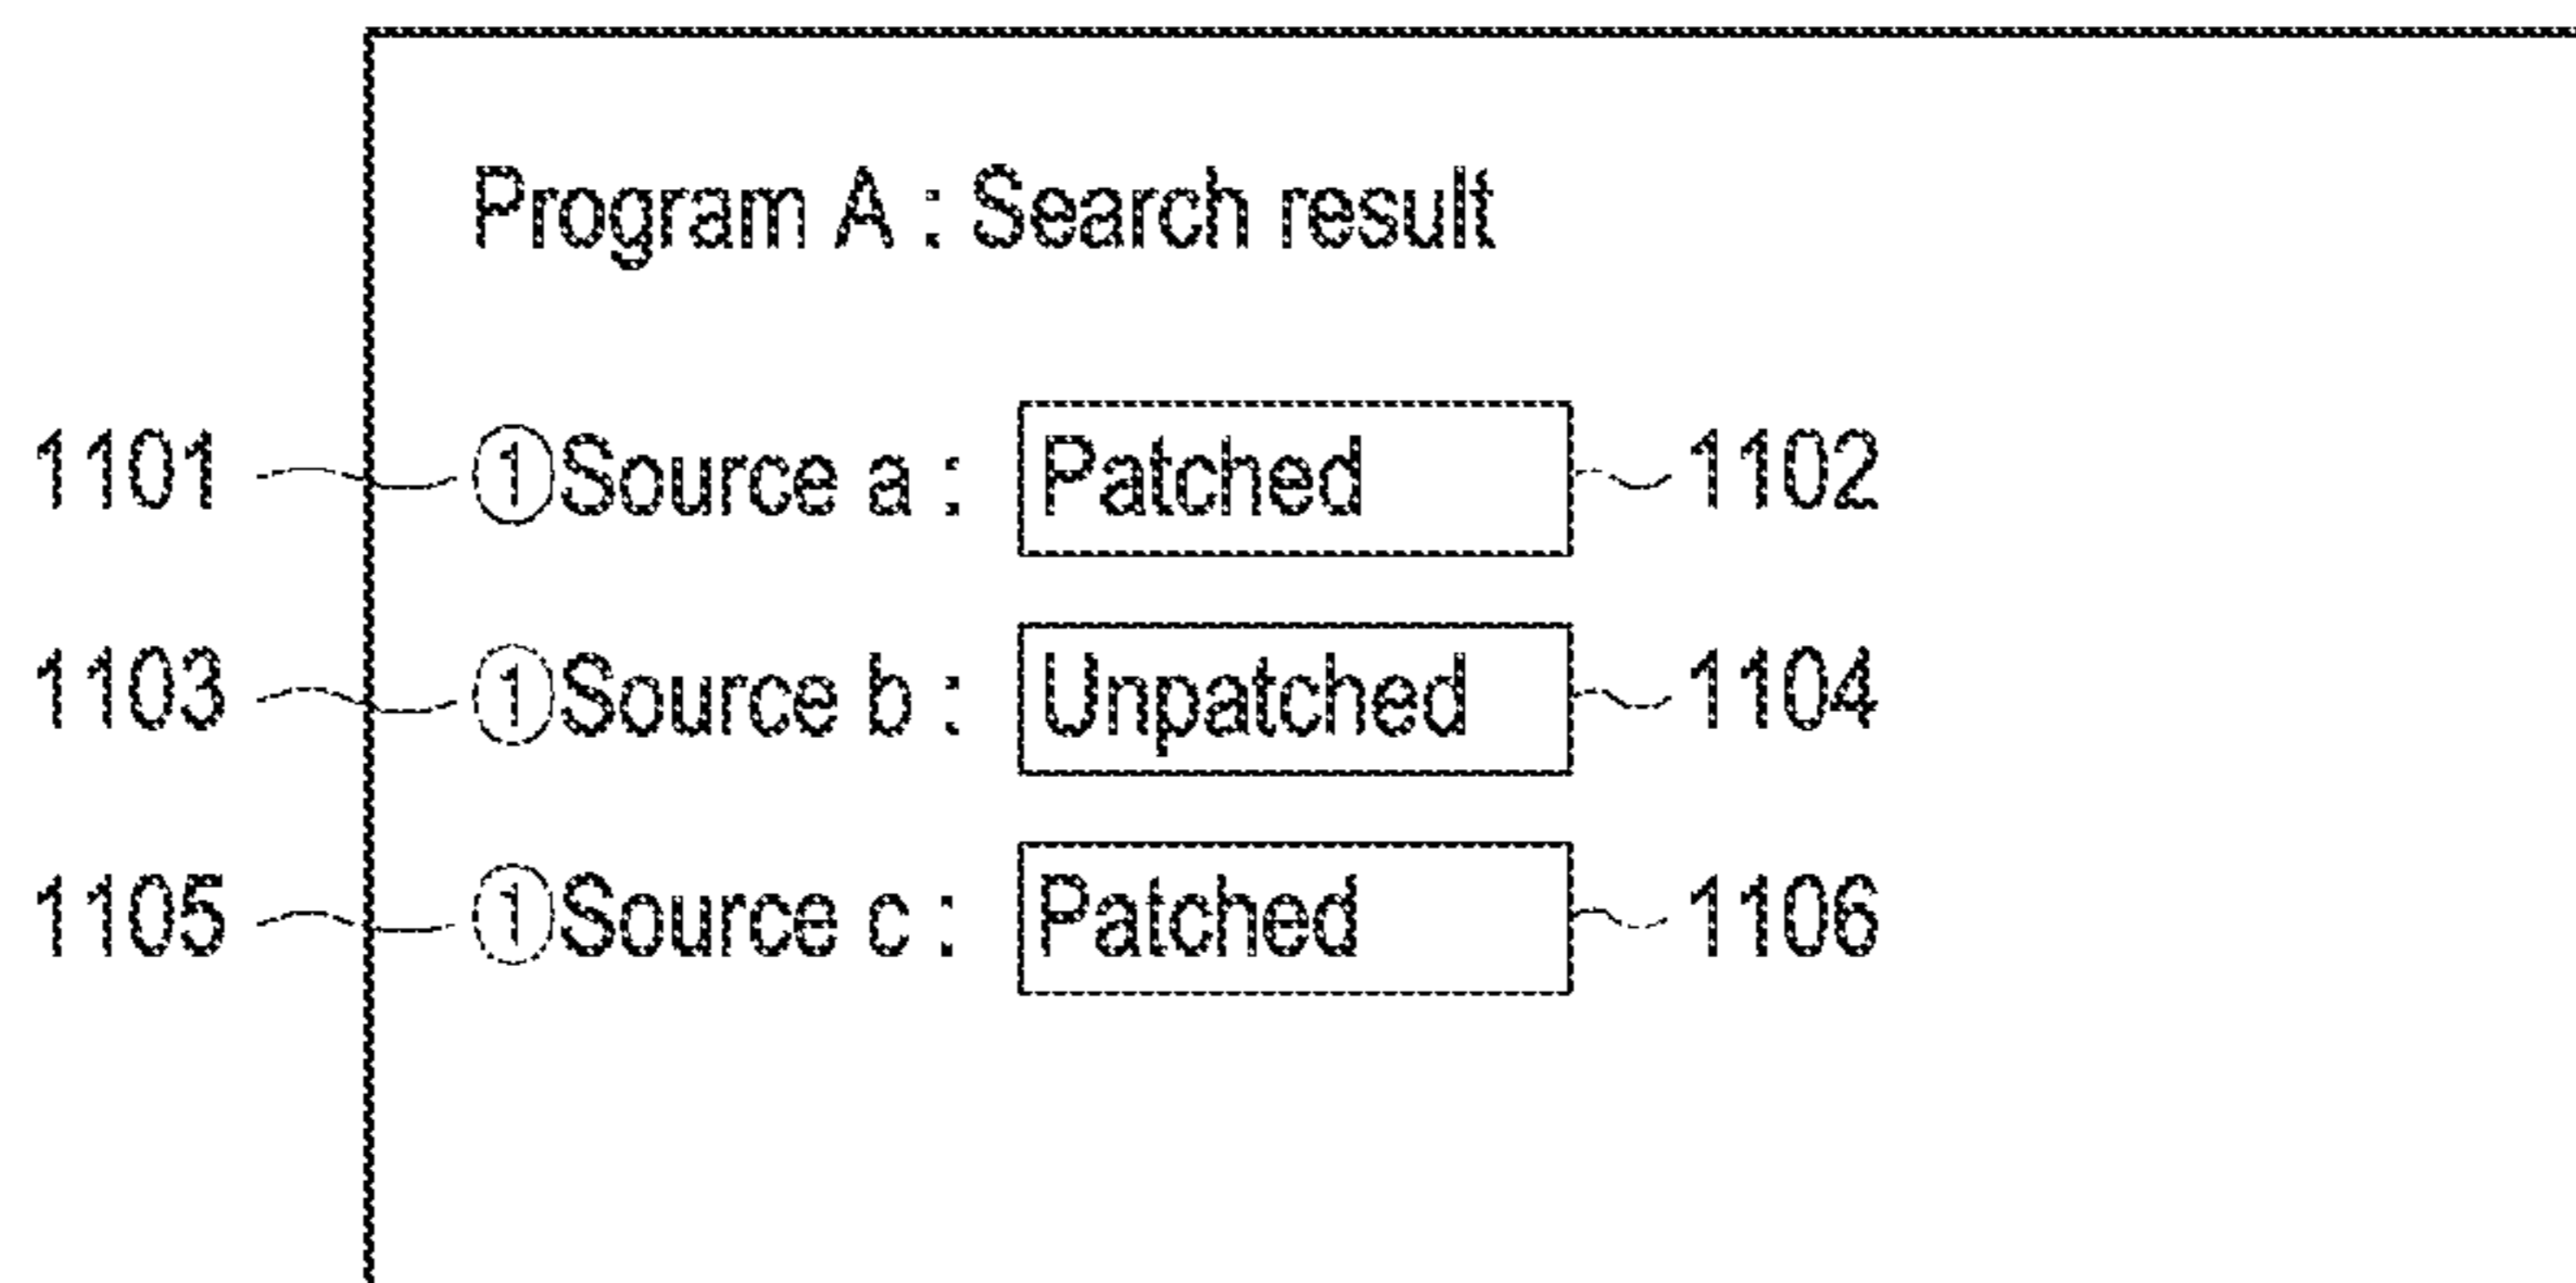 Program A : Search result
1101 ①Source a : Patched 1102
1103 ①Source b : Unpatched 1104
1105 ①Source c : Patched 1106